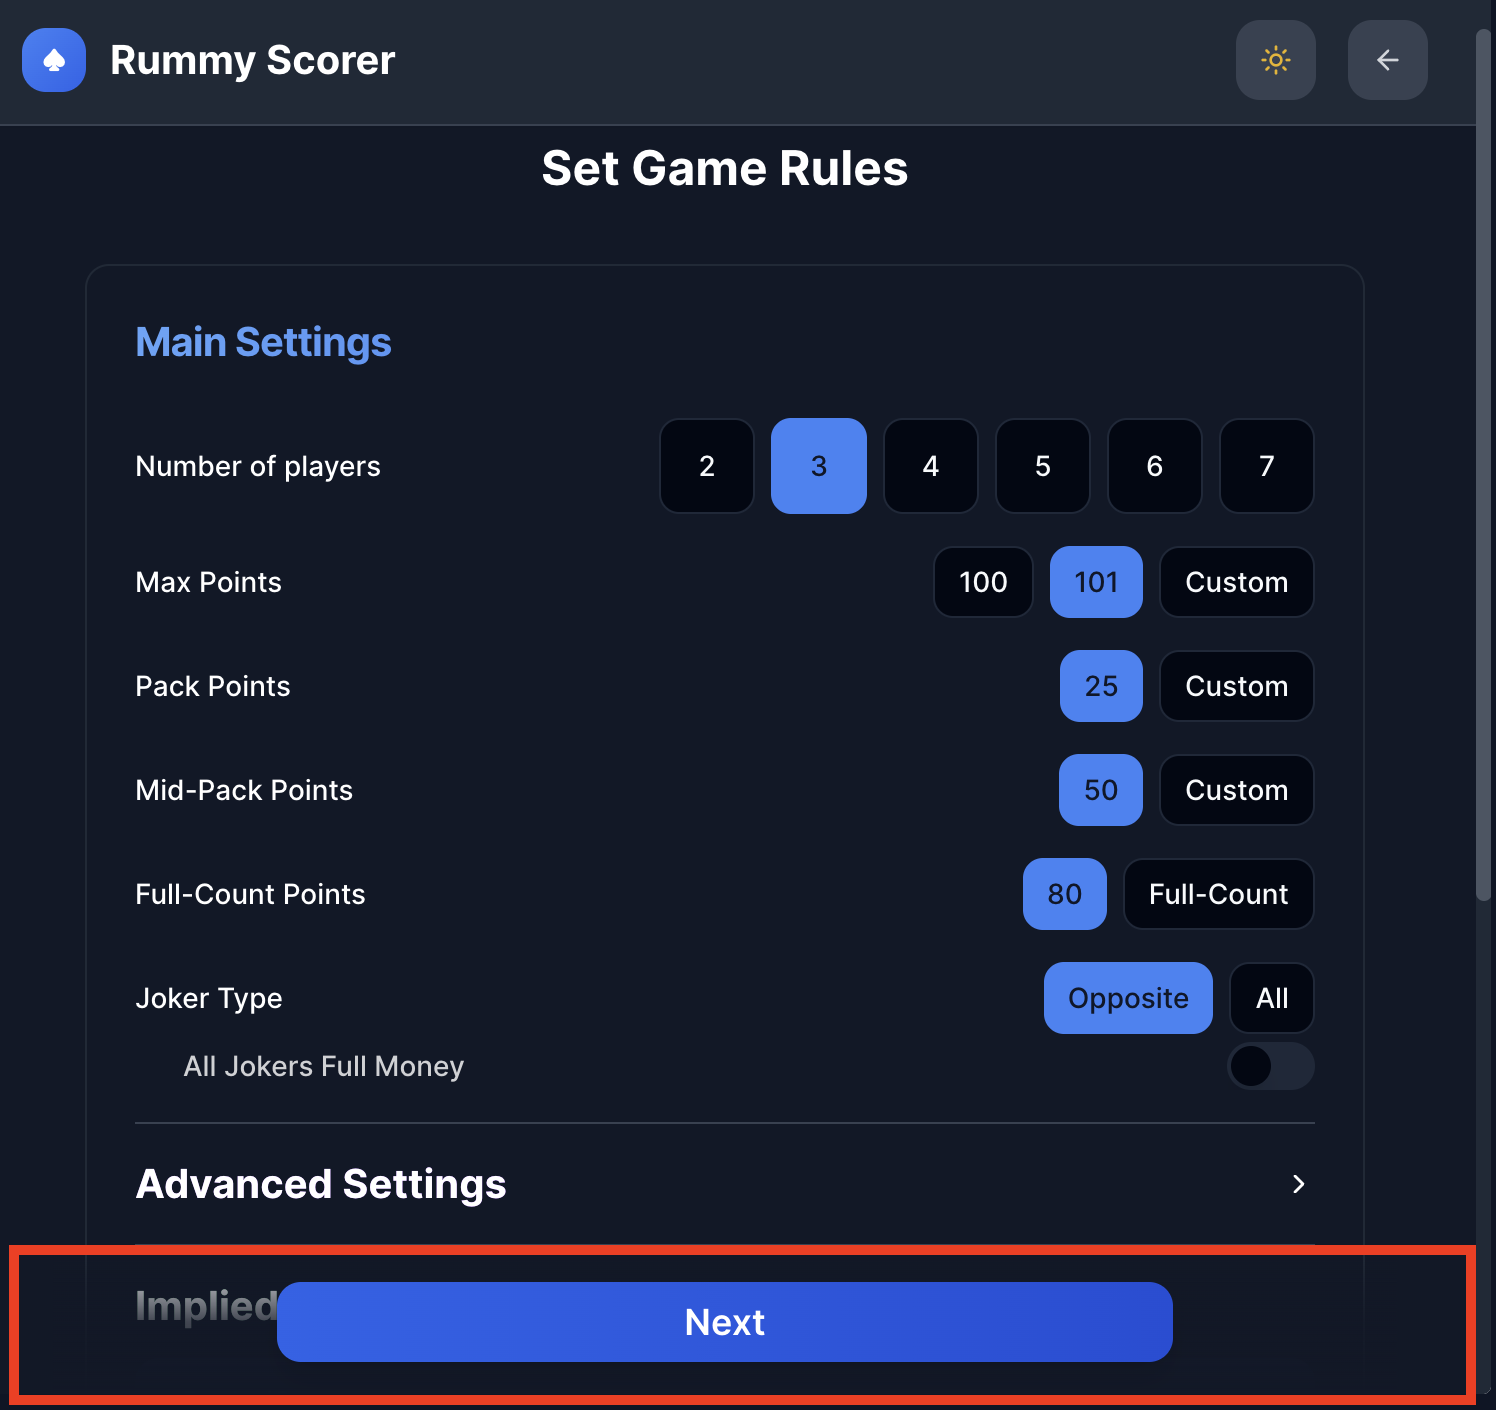 Rummy Scorer
Set Game Rules
Main Settings
Number of players 2 3 4 5 6 7
Max Points 100 101 Custom
Pack Points 25 Custom
Mid-Pack Points 50 Custom
Full-Count Points 80 Full-Count
Joker Type Opposite All
All Jokers Full Money
Advanced Settings
Implied
Next